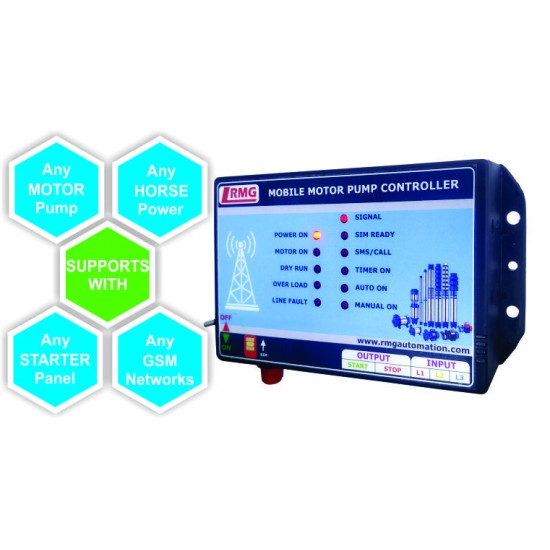 Any
MOTOR
Pump
Any
HORSE
Power
SUPPORTS
WITH
Any
STARTER
Panel
Any
GSM
Networks
RMG
MOBILE MOTOR PUMP CONTROLLER
SIGNAL
POWER ON
SIM READY
MOTOR ON
SMS/CALL
DRY RUN
TIMER ON
OVER LOAD
AUTO ON
LINE FAULT
MANUAL ON
OFF
ON
www.rmgautomation.com
OUTPUT
INPUT
START
STOP
L1
L2
L3